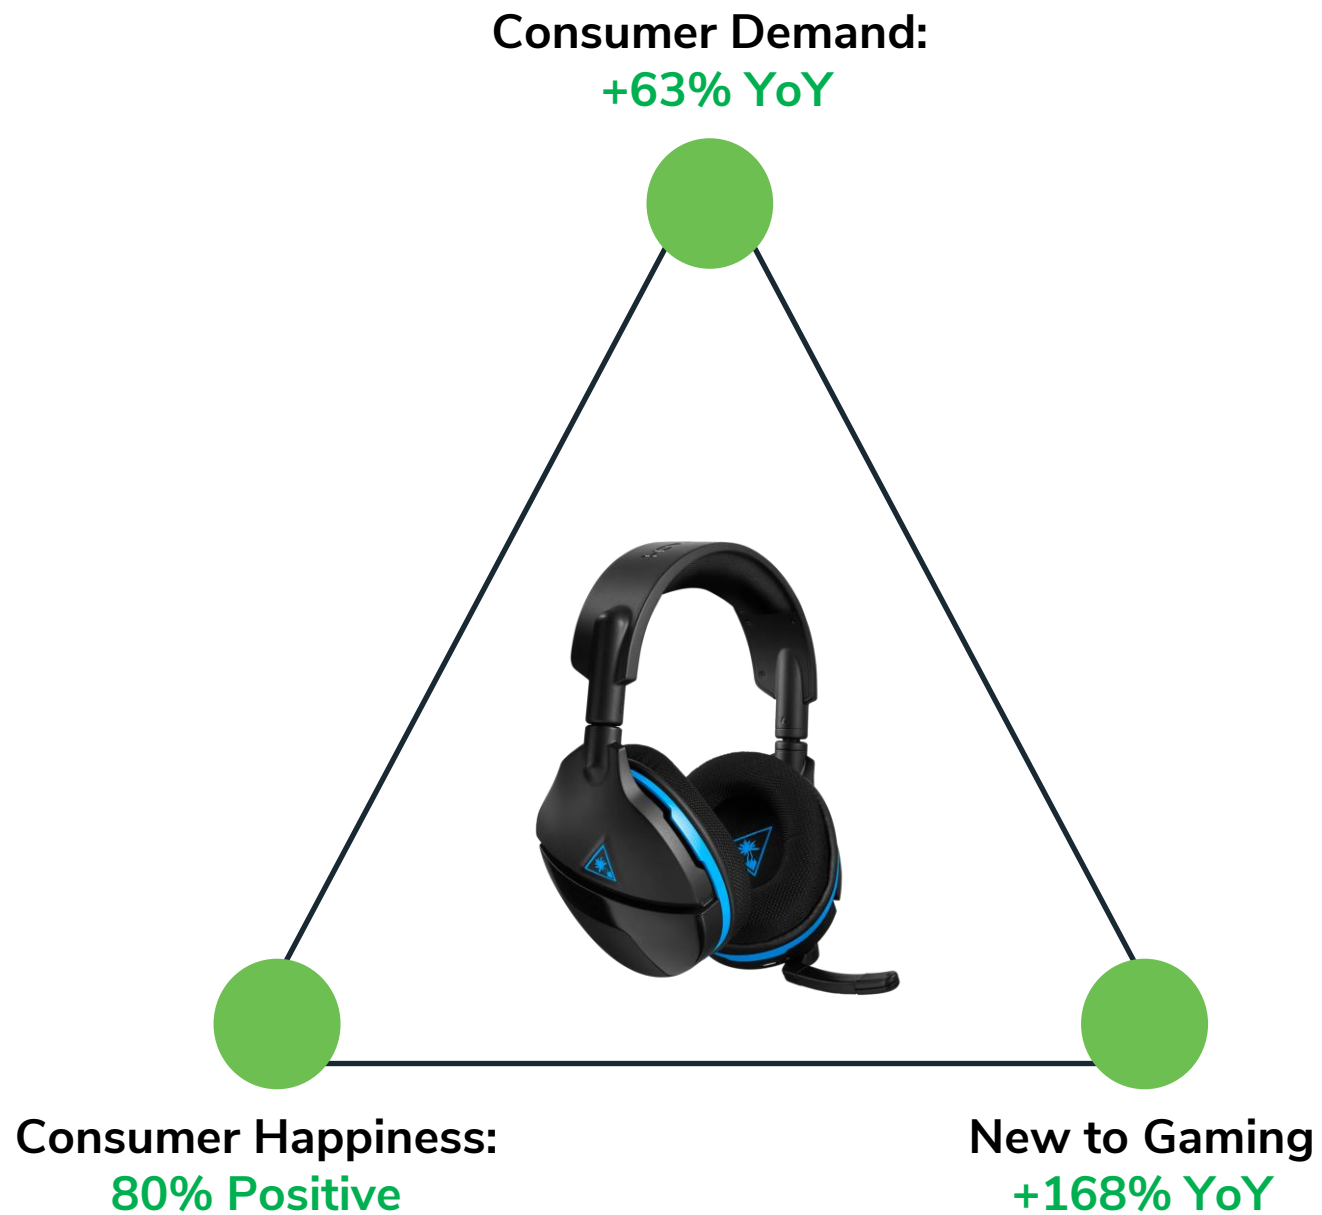 Consumer Demand:
+63% YoY
Consumer Happiness:
80% Positive
New to Gaming
+168% YoY